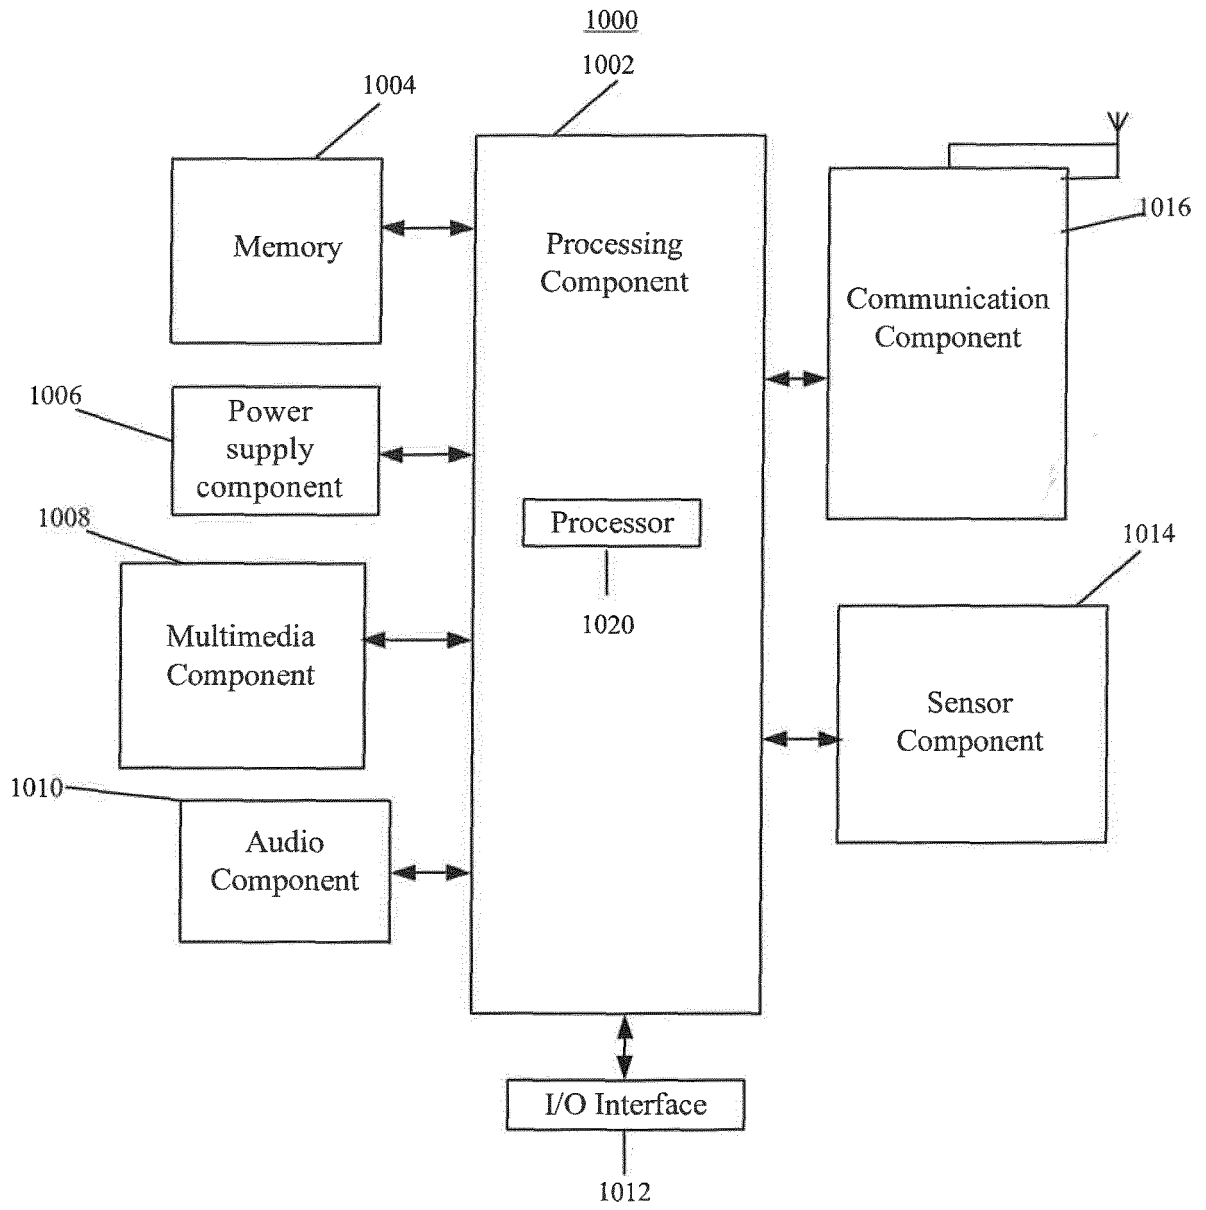 1000
1002
1004
Memory
Processing
Component
1016
Communication
Component
1006
Power
supply
component
1008
Processor
1020
1014
Multimedia
Component
Sensor
Component
1010
Audio
Component
I/O Interface
1012